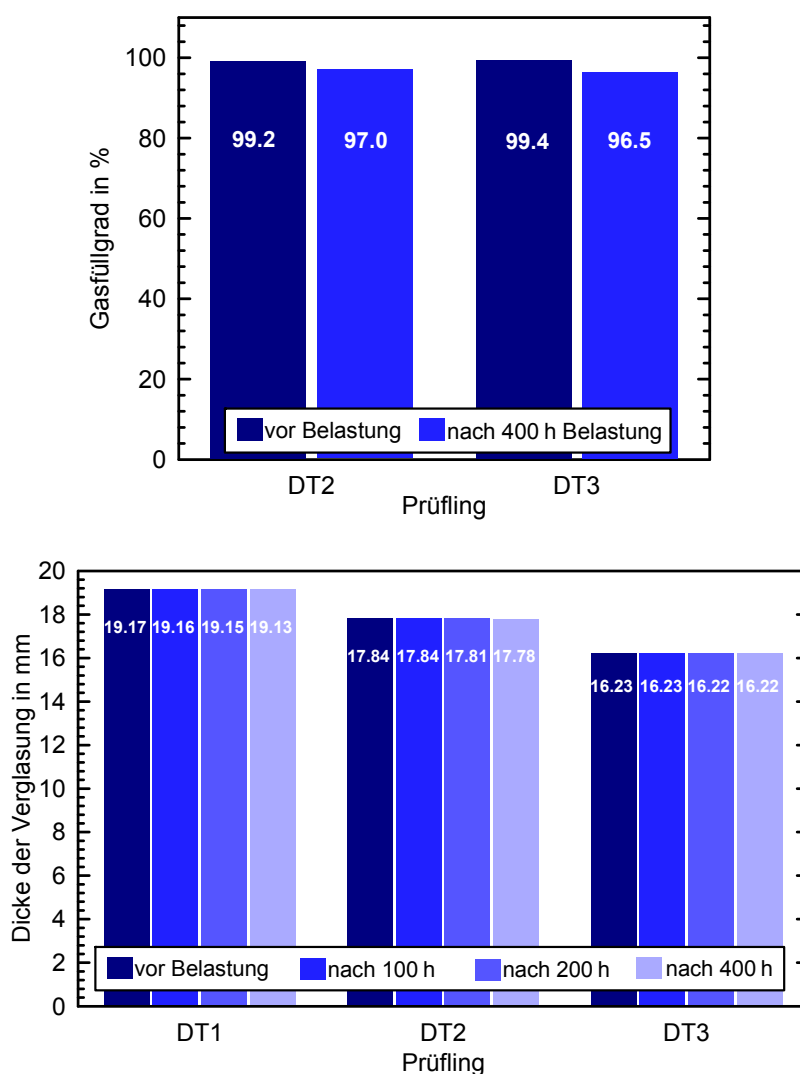 100
80
60
40
20
0
Gasfüllgrad in %
99.2 97.0 99.4 96.5
vor Belastung nach 400 h Belastung
DT2 DT3
Prüfling
20
18
16
14
12
10
8
6
4
2
0
Dicke der Verglasung in mm
19.17 19.16 19.15 19.13
17.84 17.84 17.81 17.78
16.23 16.23 16.22 16.22
vor Belastung nach 100 h nach 200 h nach 400 h
DT1 DT2 DT3
Prüfling